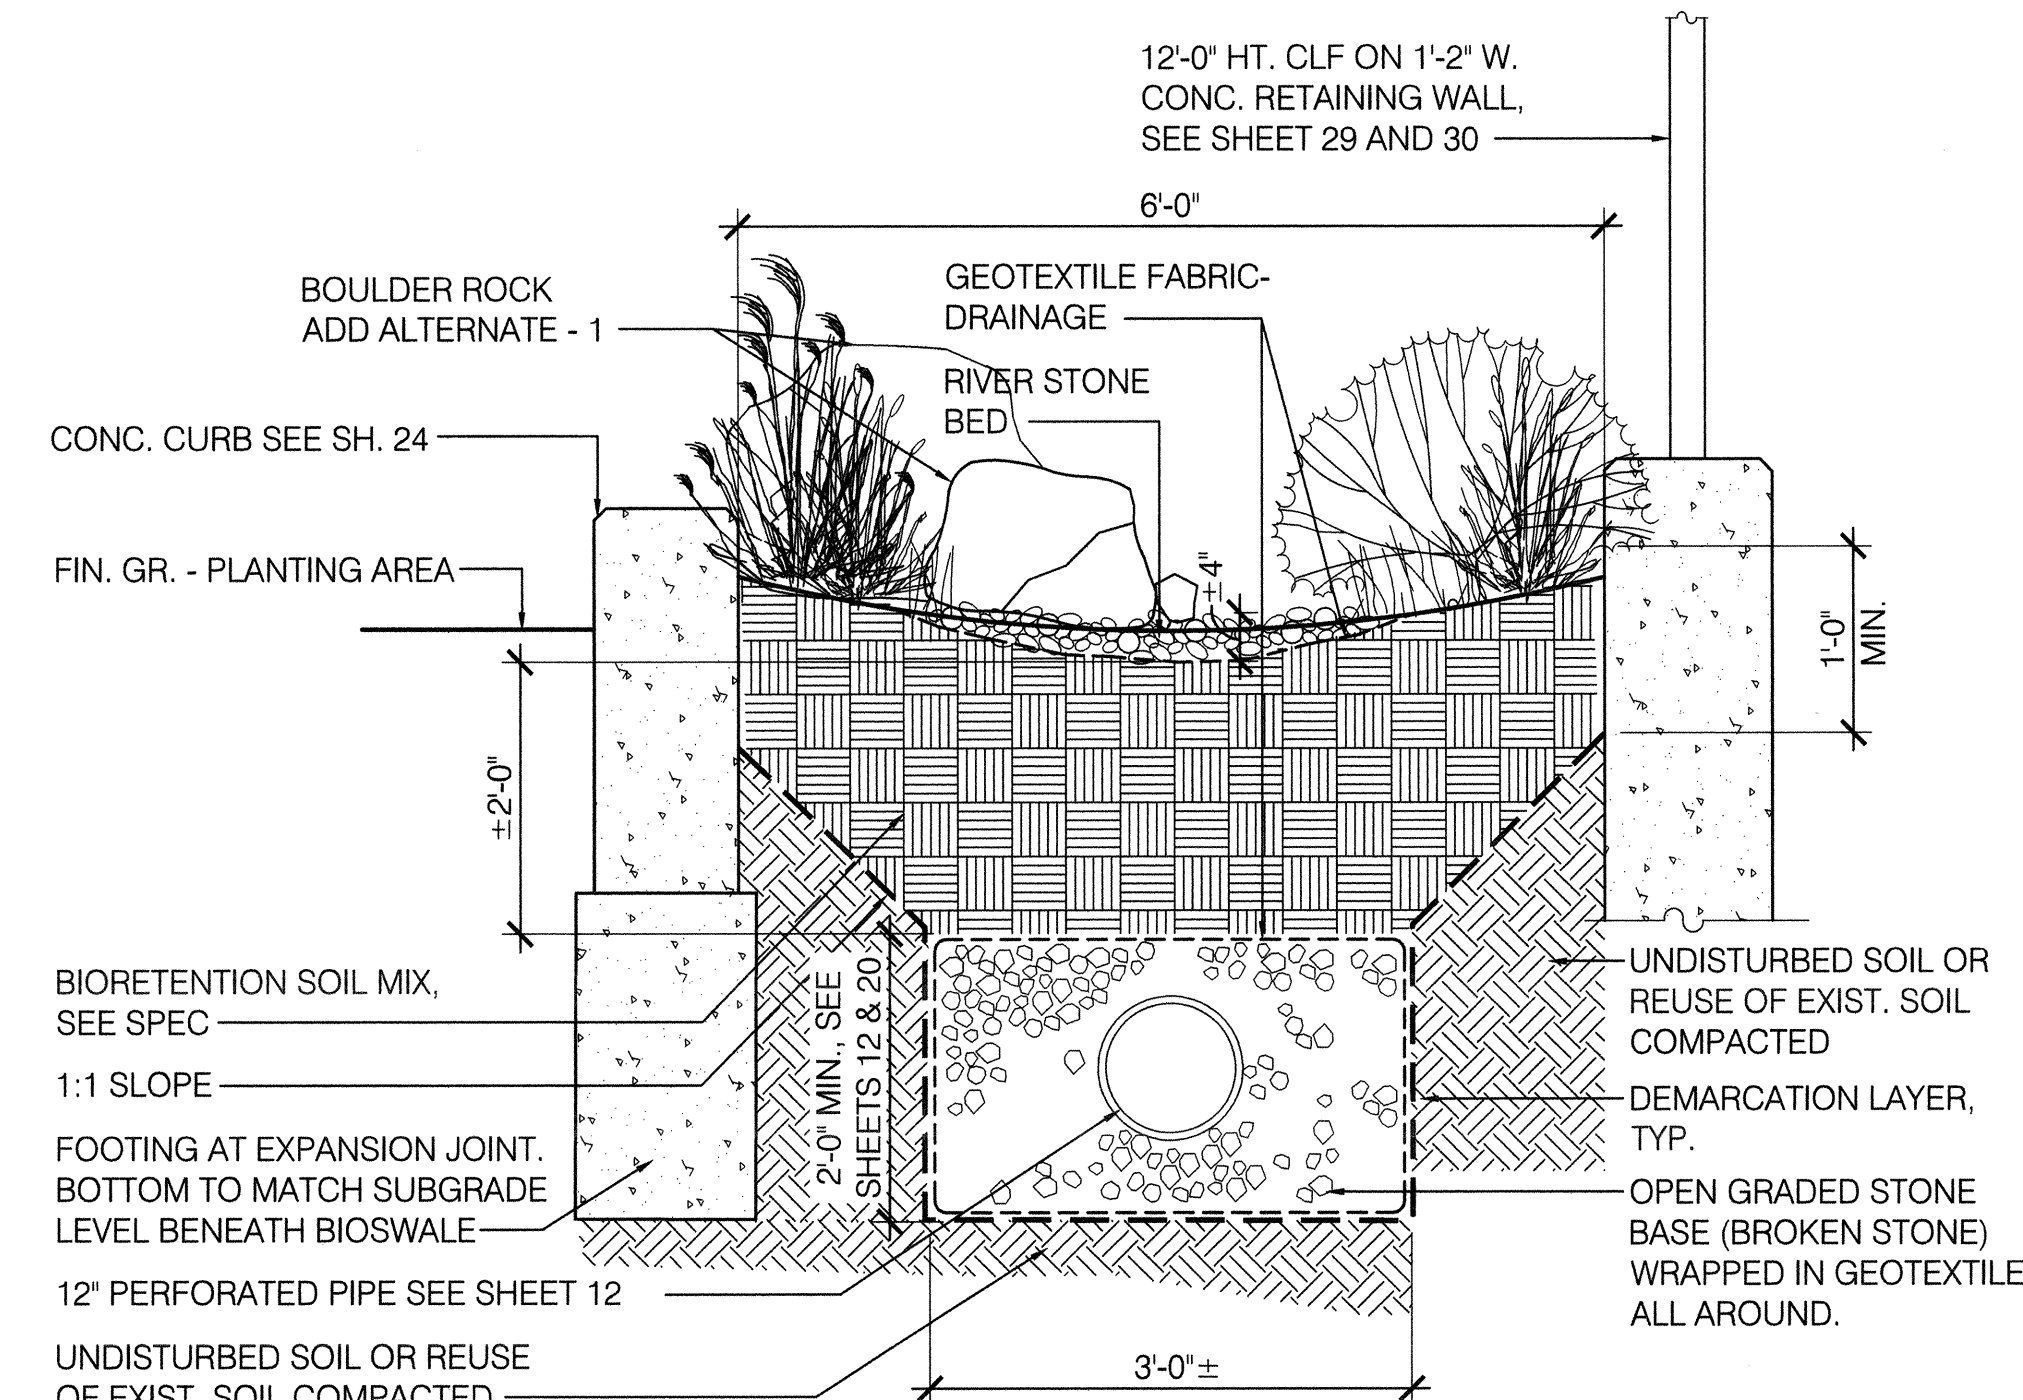 12'-0" HT. CLF ON 1'-2" W.
CONC. RETAINING WALL,
SEE SHEET 29 AND 30
6'-0"
BOULDER ROCK
ADD ALTERNATE - 1
GEOTEXTILE FABRIC-
DRAINAGE
RIVER STONE
BED
CONC. CURB SEE SH. 24
FIN. GR. - PLANTING AREA
±4"
1'-0"
MIN.
±2'-0"
BIORETENTION SOIL MIX,
SEE SPEC
1:1 SLOPE
FOOTING AT EXPANSION JOINT.
BOTTOM TO MATCH SUBGRADE
LEVEL BENEATH BIOSWALE
12" PERFORATED PIPE SEE SHEET 12
UNDISTURBED SOIL OR REUSE
OF EXIST. SOIL COMPACTED
2'-0" MIN., SEE
SHEETS 12 & 20
UNDISTURBED SOIL OR
REUSE OF EXIST. SOIL
COMPACTED
DEMARCATION LAYER,
TYP.
OPEN GRADED STONE
BASE (BROKEN STONE)
WRAPPED IN GEOTEXTILE
ALL AROUND.
3'-0"±